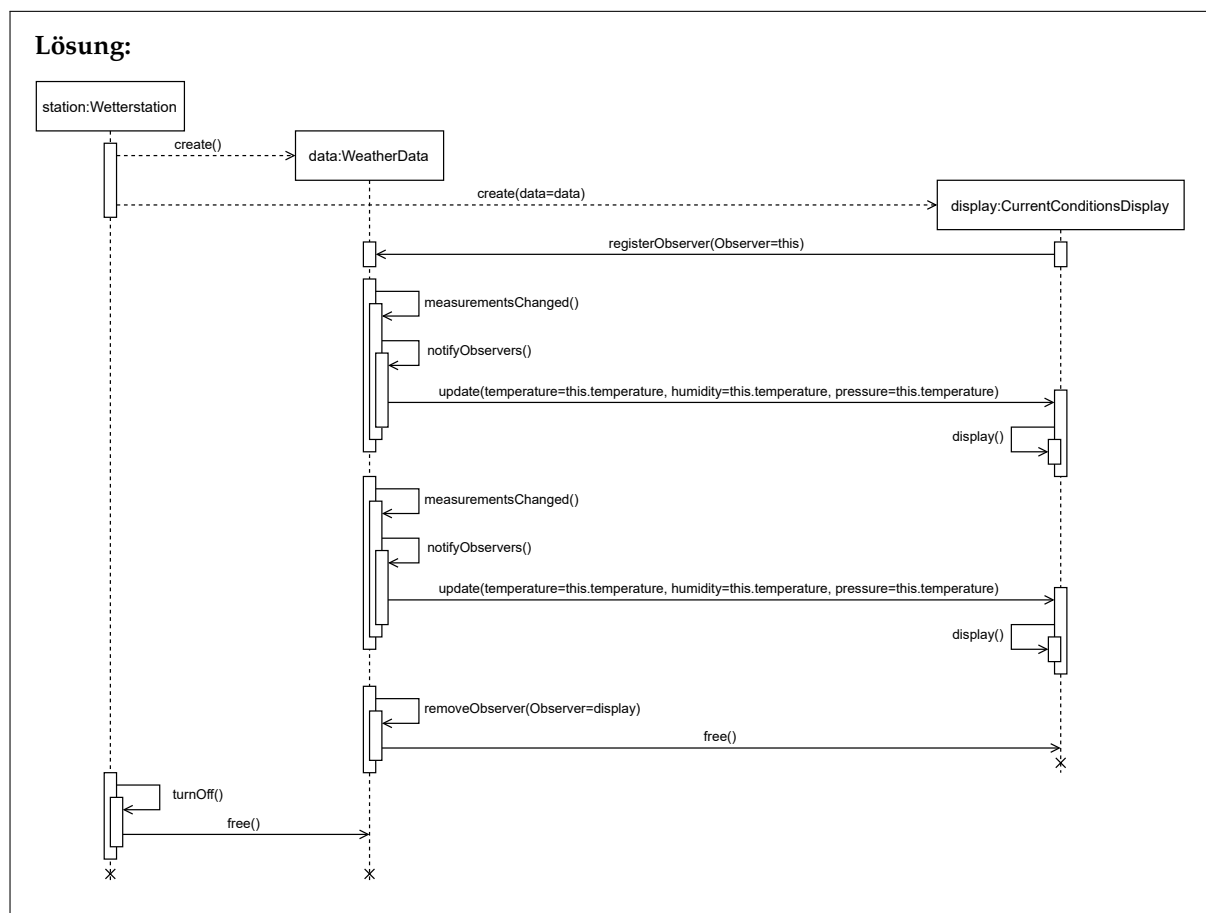 Lösung:
station:Wetterstation
create()
data:WeatherData
create(data=data)
display:CurrentConditionsDisplay
registerObserver(Observer=this)
measurementsChanged()
notifyObservers()
update(temperature=this.temperature, humidity=this.temperature, pressure=this.temperature)
display()
measurementsChanged()
notifyObservers()
update(temperature=this.temperature, humidity=this.temperature, pressure=this.temperature)
display()
removeObserver(Observer=display)
free()
turnOff()
free()